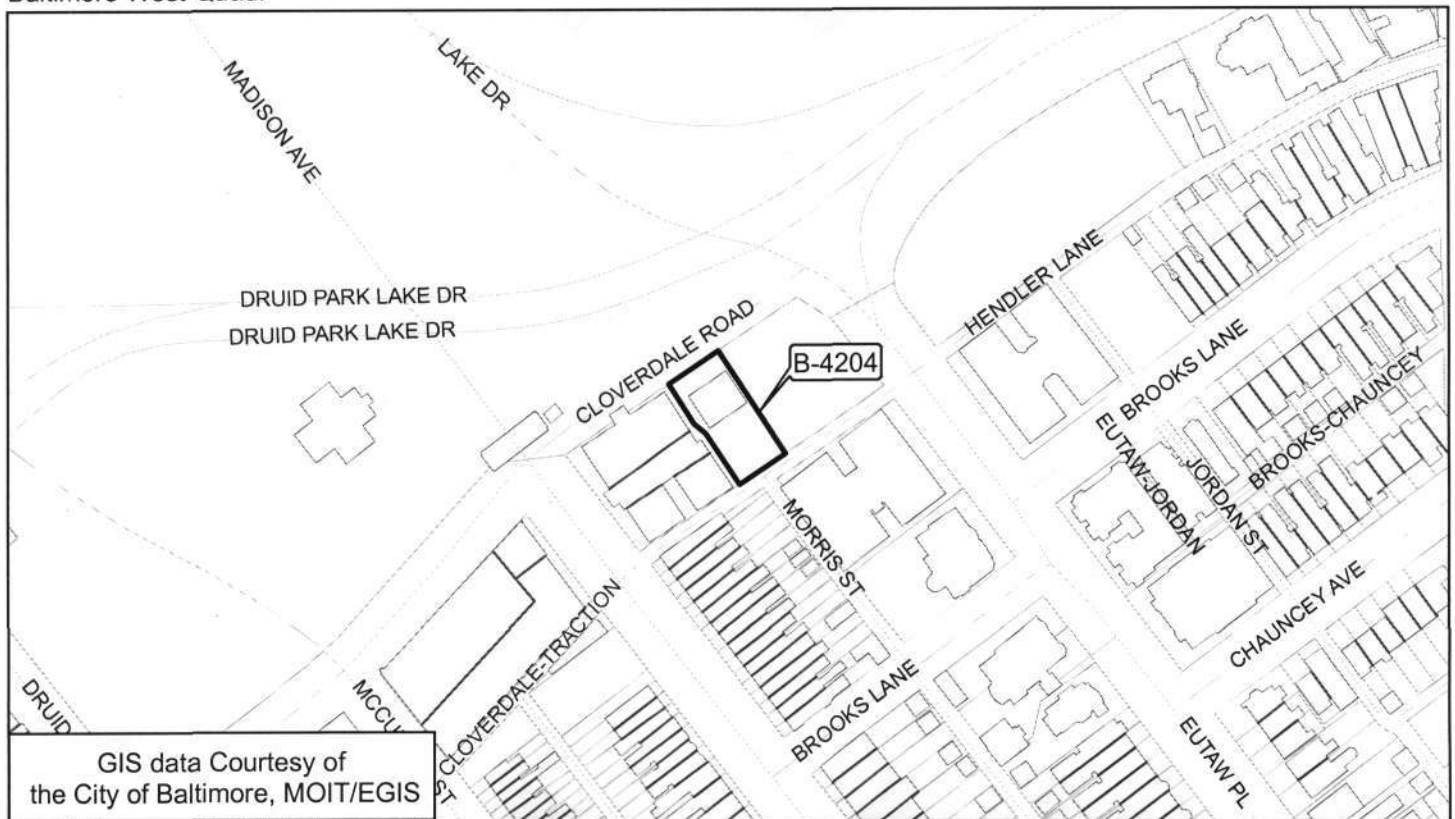 LAKE DR
MADISON AVE
DRUID PARK LAKE DR
DRUID PARK LAKE DR
CLOVERDALE ROAD
HENDLER LANE
B-4204
BROOKS LANE
EUTAW-JORDAN
JORDAN ST
BROOKS-CHAUNCEY
MORRIS ST
CHAUNCEY AVE
CLOVERDALE-TRACTION
BROOKS LANE
EUTAW PL
DRUID
ST
GIS data Courtesy of
the City of Baltimore, MOIT/EGIS